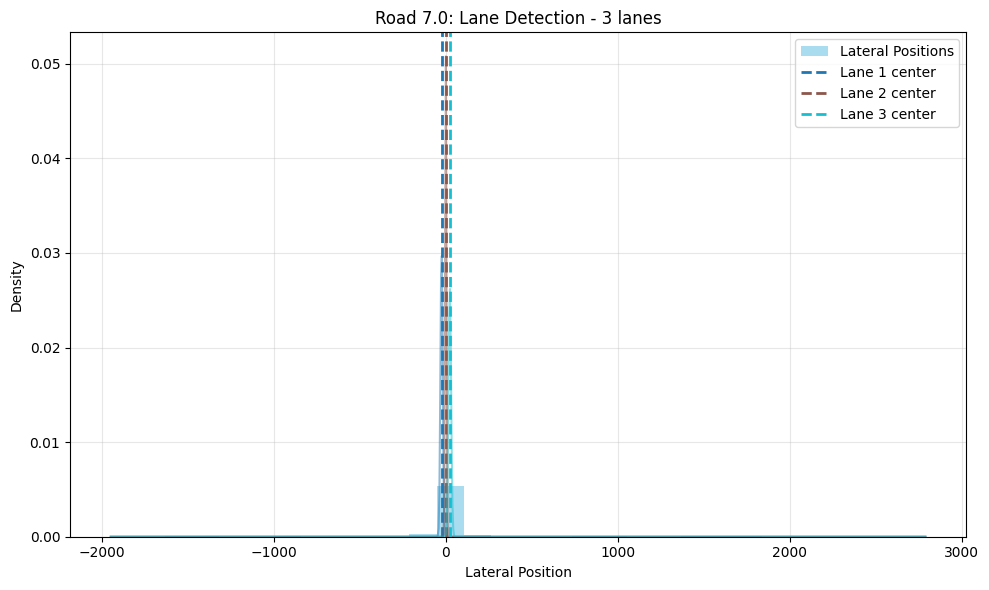 Road 7.0: Lane Detection - 3 lanes
Lateral Positions
Lane 1 center
Lane 2 center
Lane 3 center
0.05
0.04
0.03
0.02
0.01
0.00
Density
−2000
−1000
0
1000
2000
3000
Lateral Position